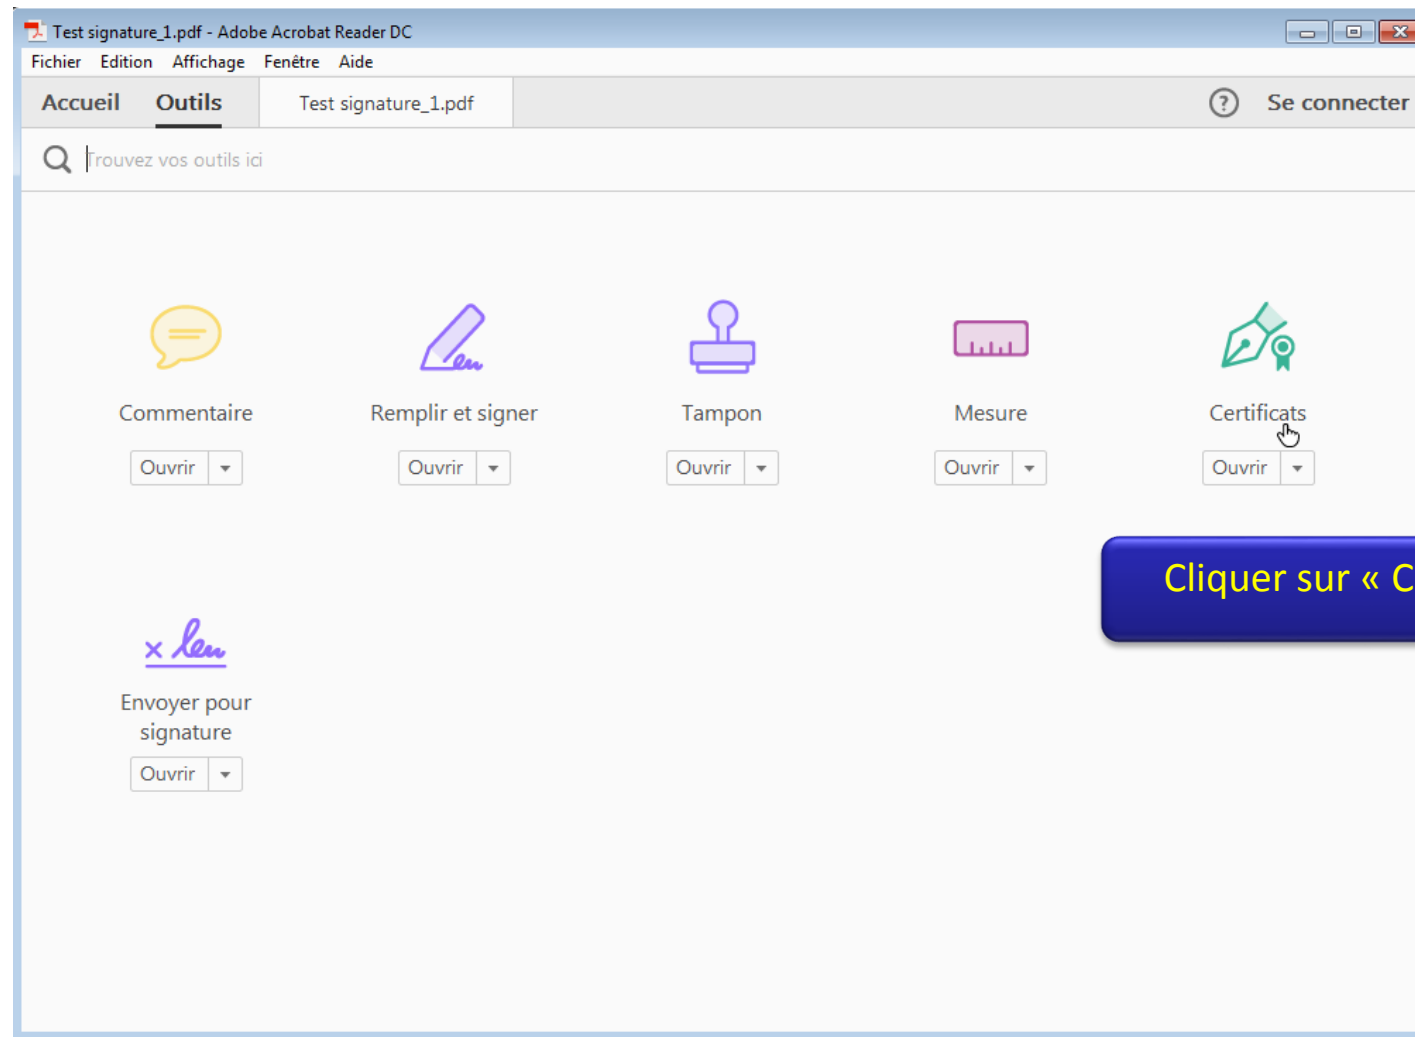 Test signature_1.pdf - Adobe Acrobat Reader DC
Fichier Edition Affichage Fenêtre Aide
Accueil Outils Test signature_1.pdf ? Se connecter
Trouvez vos outils ici
Commentaire Remplir et signer Tampon Mesure Certificats
Ouvrir Ouvrir Ouvrir Ouvrir Ouvrir
Cliquer sur « C
Envoyer pour
signature
Ouvrir